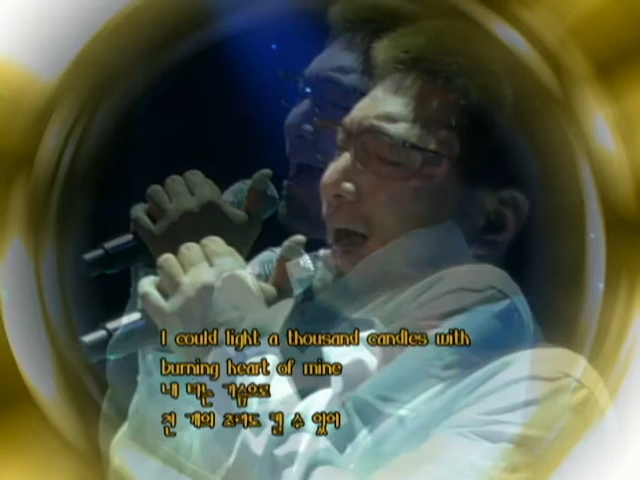 I could light a thousand candles with
burning heart of mine
내 타는 가슴으로
천 개의 초라도 켤 수 있어